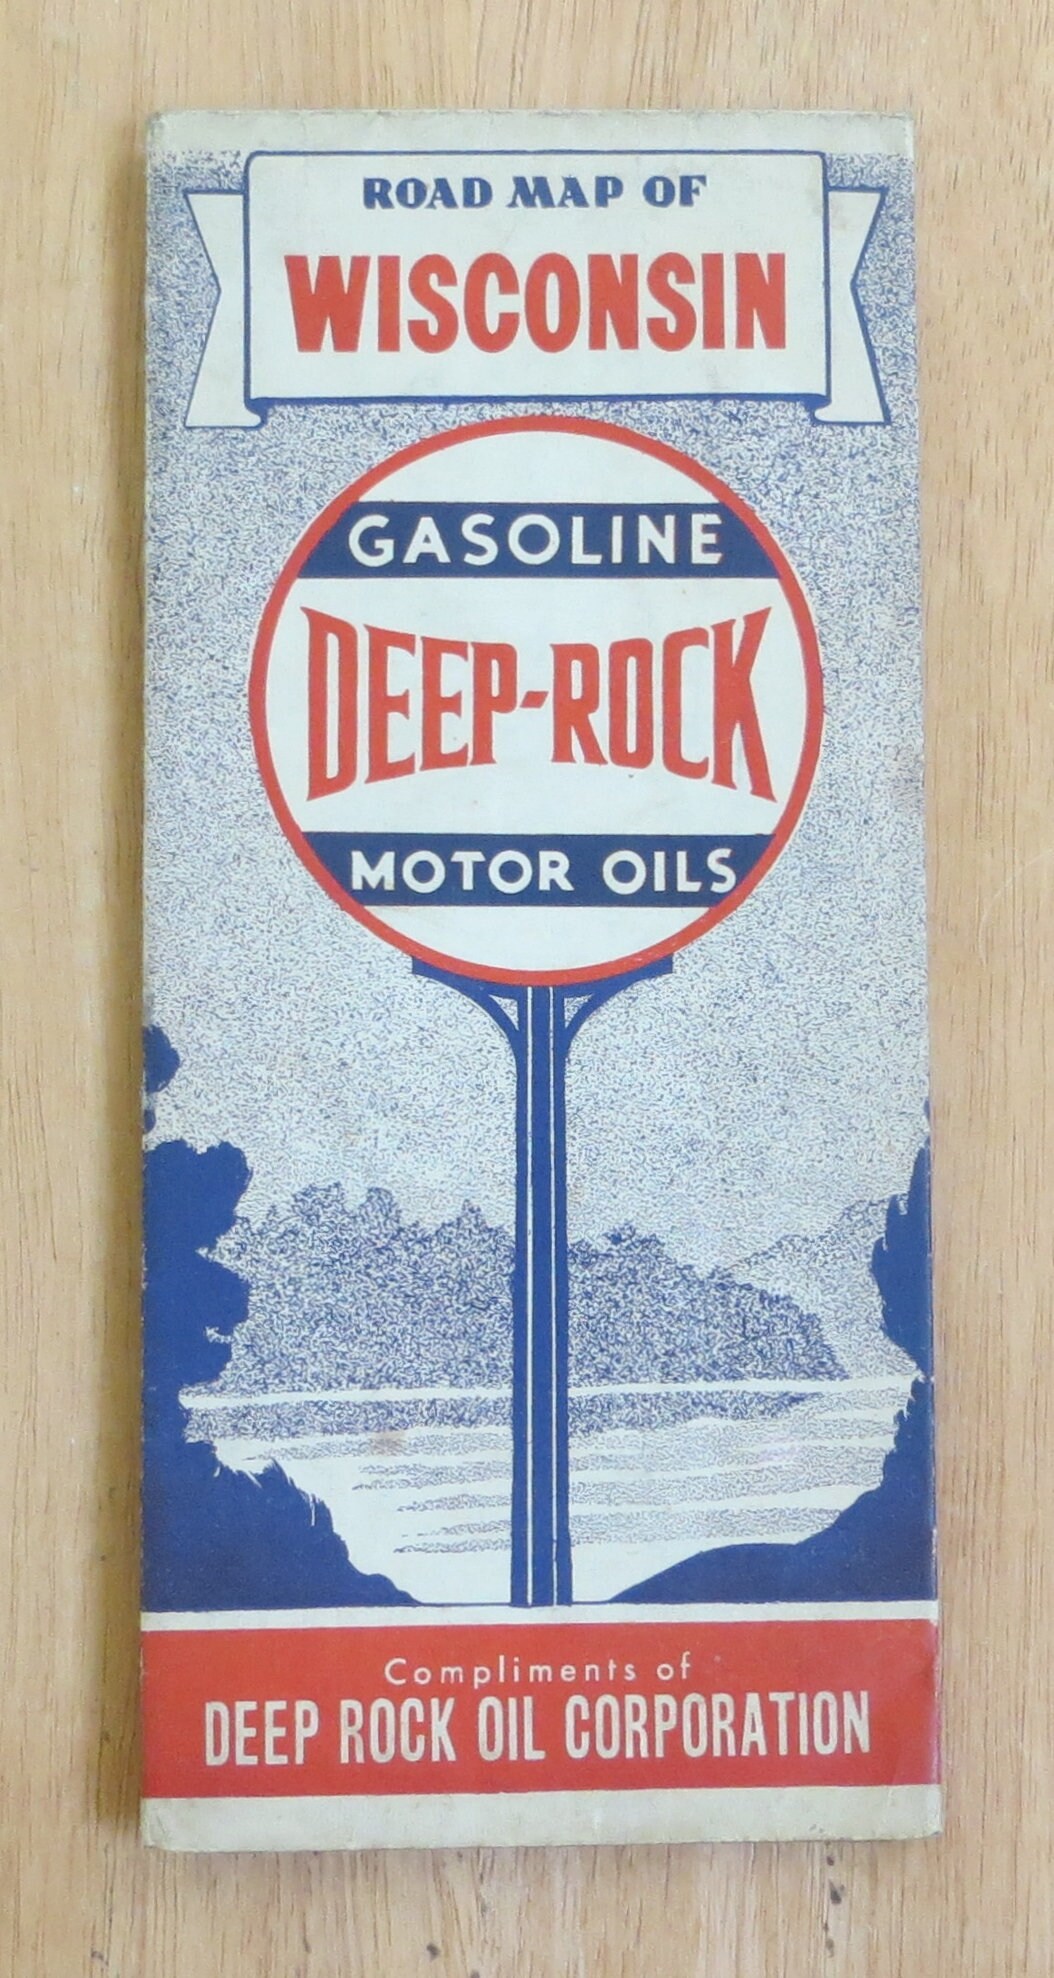 ROAD MAP OF
WISCONSIN
GASOLINE
DEEP-ROCK
MOTOR OILS
Compliments of
DEEP ROCK OIL CORPORATION